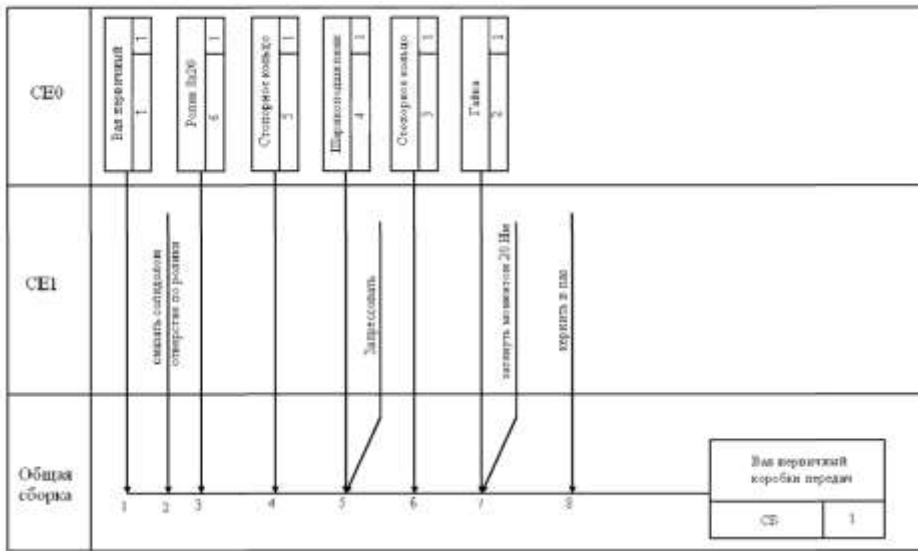 СЕ0
Вал первичный
1
1
Ролик 8x20
1
6
Стопорное кольцо
1
5
Шарикоподшипник
1
4
Стопорное кольцо
1
3
Гайка
1
2
СЕ1
смазать солидолом
отверстие по ролики
Запрессовать
затянуть моментом 20 Нм
кернить в паз
Общая
сборка
1
2
3
4
5
6
7
8
Вал первичный
коробки передач
СБ
1